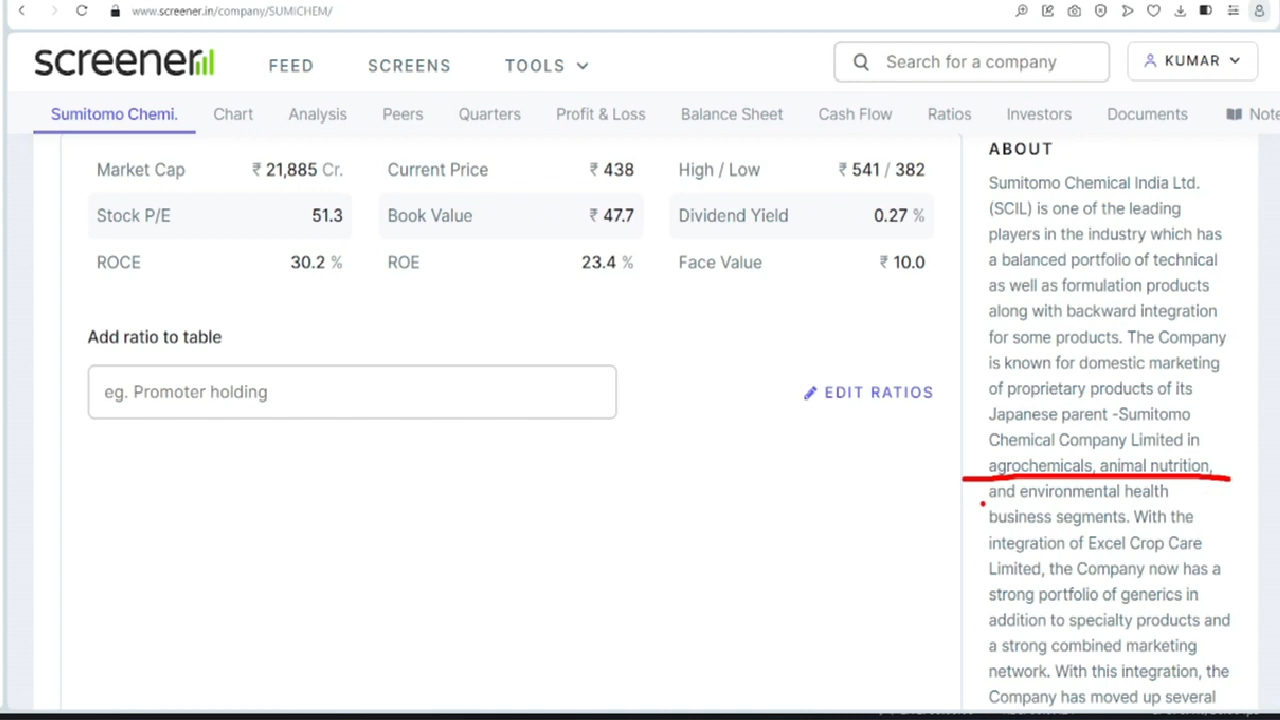 www.screener.in/company/SUMICHEM/
screener
FEED
SCREENS
TOOLS
Search for a company
KUMAR
Sumitomo Chemi.
Chart
Analysis
Peers
Quarters
Profit & Loss
Balance Sheet
Cash Flow
Ratios
Investors
Documents
Note
Market Cap ₹ 21,885 Cr.
Current Price ₹ 438
High / Low ₹ 541 / 382
Stock P/E 51.3
Book Value ₹ 47.7
Dividend Yield 0.27 %
ROCE 30.2 %
ROE 23.4 %
Face Value ₹ 10.0
Add ratio to table
eg. Promoter holding
EDIT RATIOS
ABOUT
Sumitomo Chemical India Ltd.
(SCIL) is one of the leading
players in the industry which has
a balanced portfolio of technical
as well as formulation products
along with backward integration
for some products. The Company
is known for domestic marketing
of proprietary products of its
Japanese parent -Sumitomo
Chemical Company Limited in
agrochemicals, animal nutrition,
and environmental health
business segments. With the
integration of Excel Crop Care
Limited, the Company now has a
strong portfolio of generics in
addition to specialty products and
a strong combined marketing
network. With this integration, the
Company has moved up several